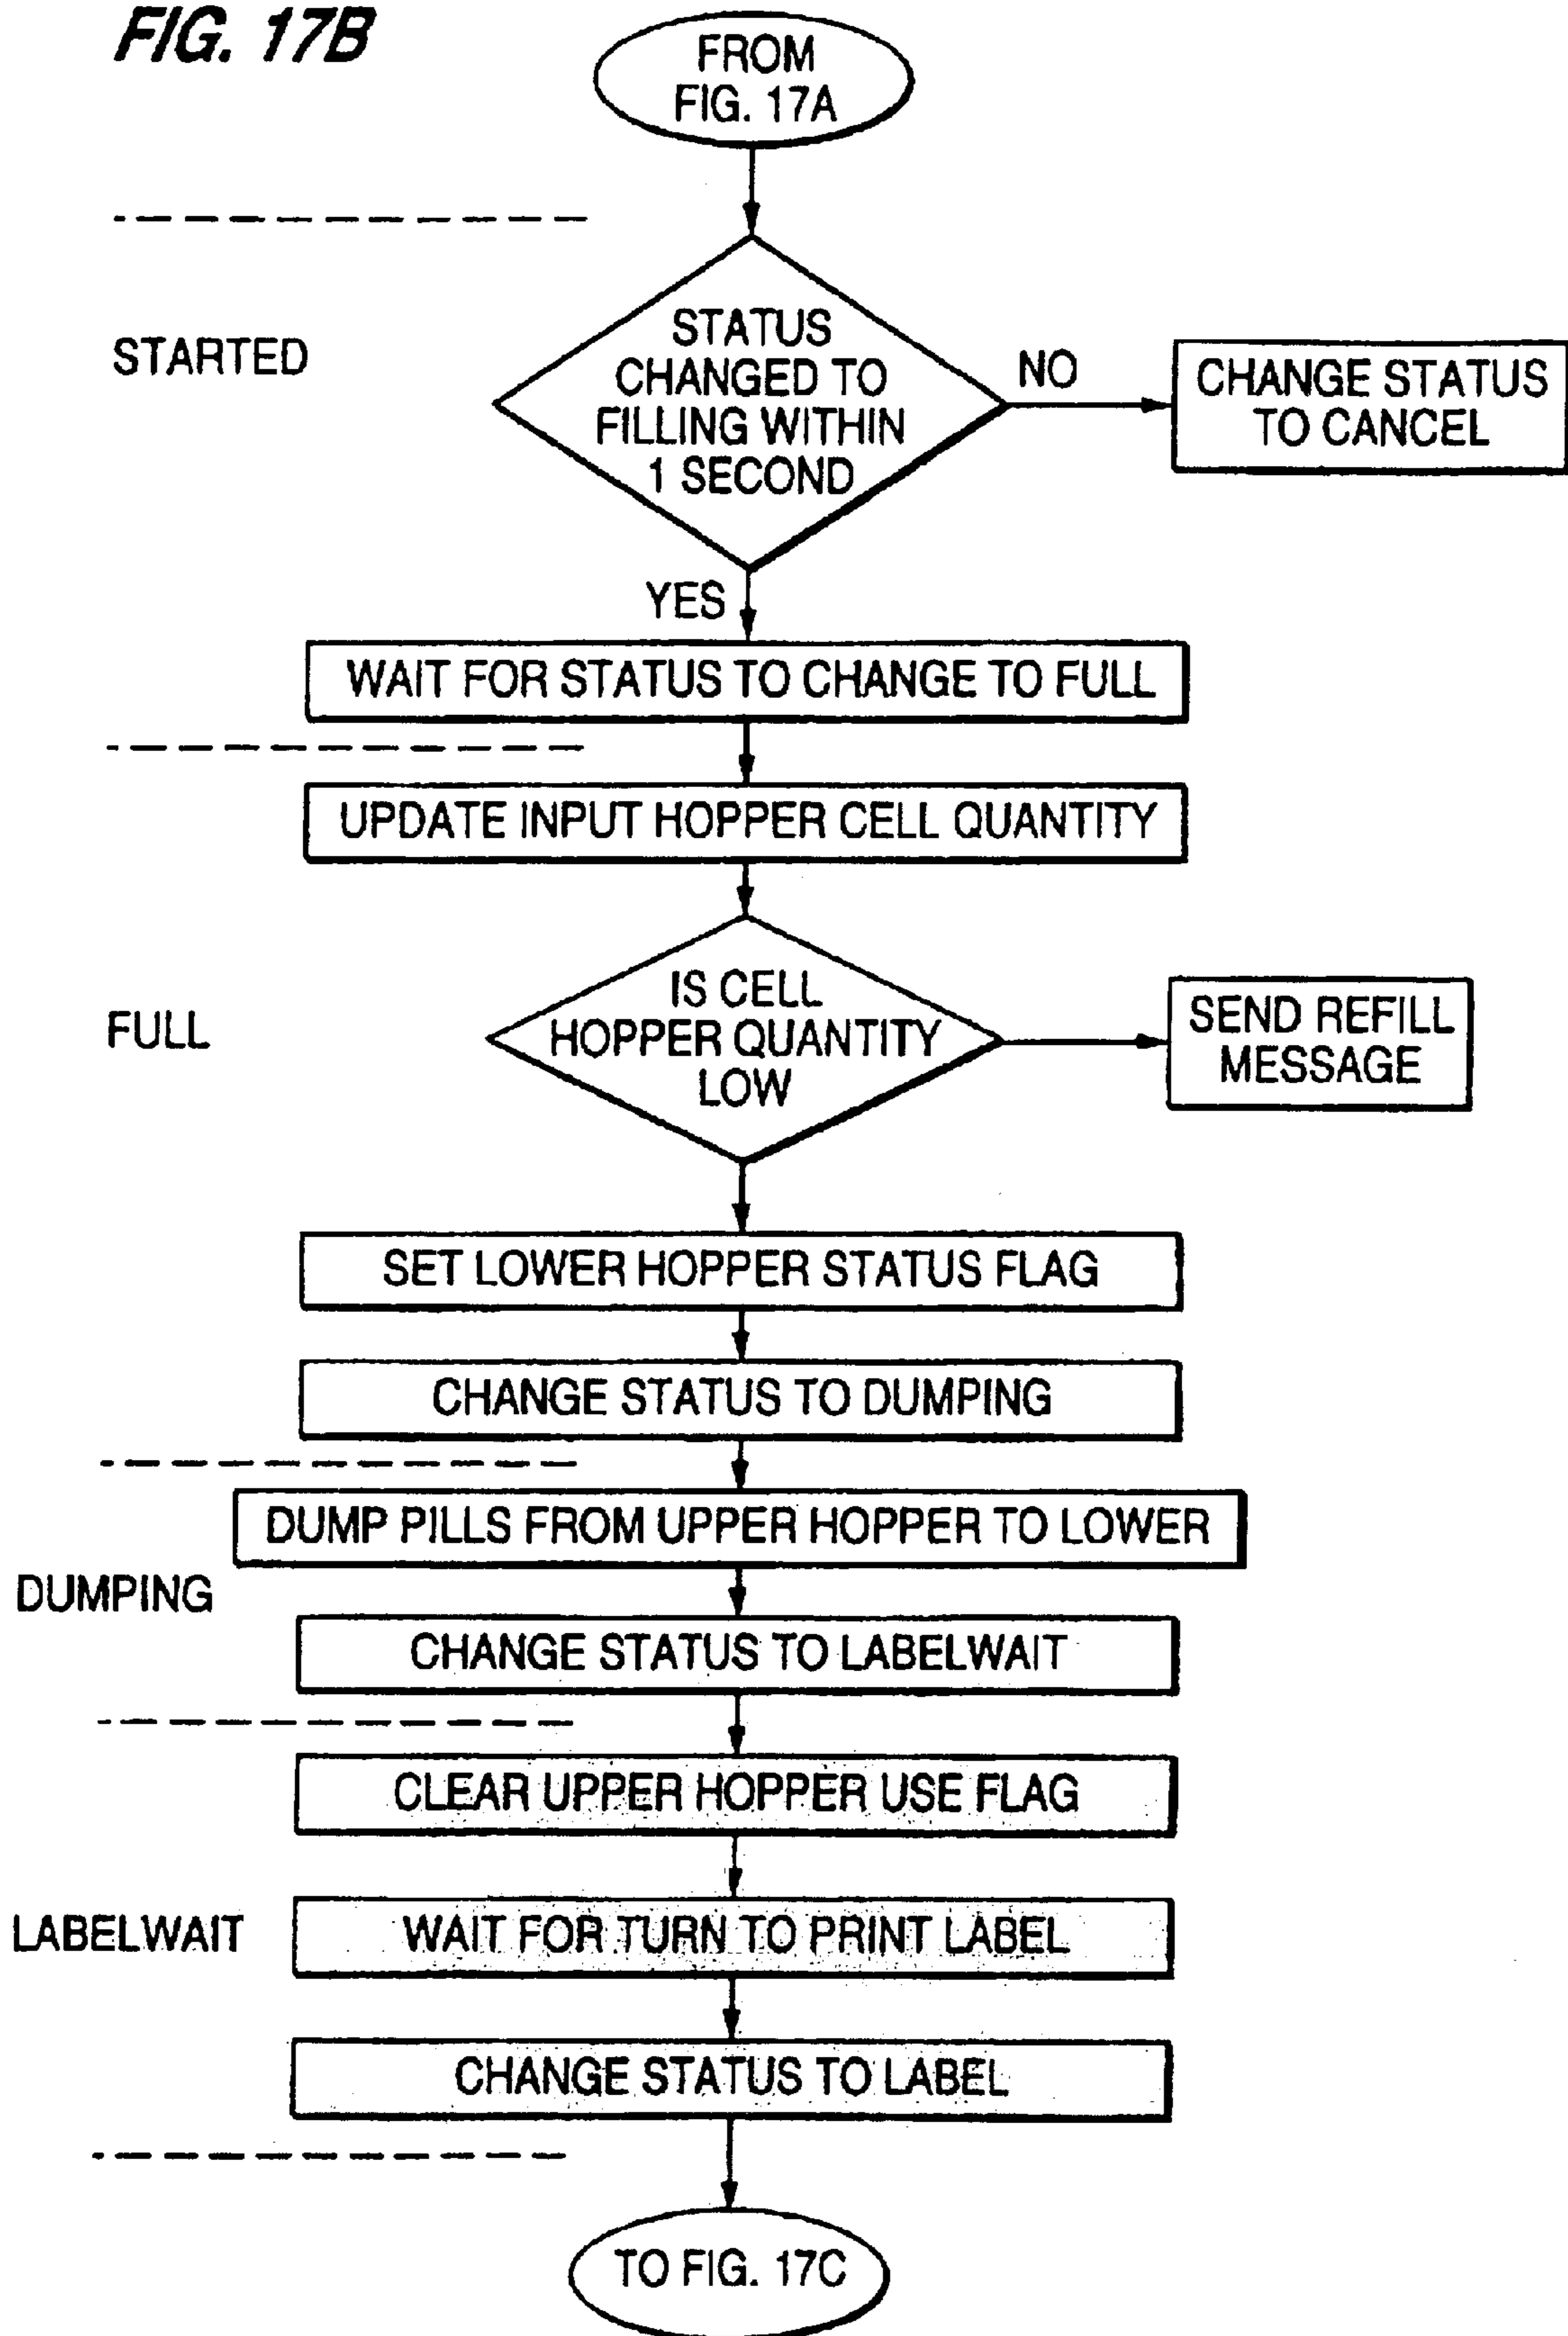 FIG. 17B
FROM
FIG. 17A
STARTED
STATUS
CHANGED TO
FILLING WITHIN
1 SECOND
NO
CHANGE STATUS
TO CANCEL
YES
WAIT FOR STATUS TO CHANGE TO FULL
UPDATE INPUT HOPPER CELL QUANTITY
FULL
IS CELL
HOPPER QUANTITY
LOW
SEND REFILL
MESSAGE
SET LOWER HOPPER STATUS FLAG
CHANGE STATUS TO DUMPING
DUMP PILLS FROM UPPER HOPPER TO LOWER
DUMPING
CHANGE STATUS TO LABELWAIT
CLEAR UPPER HOPPER USE FLAG
LABELWAIT
WAIT FOR TURN TO PRINT LABEL
CHANGE STATUS TO LABEL
TO FIG. 17C